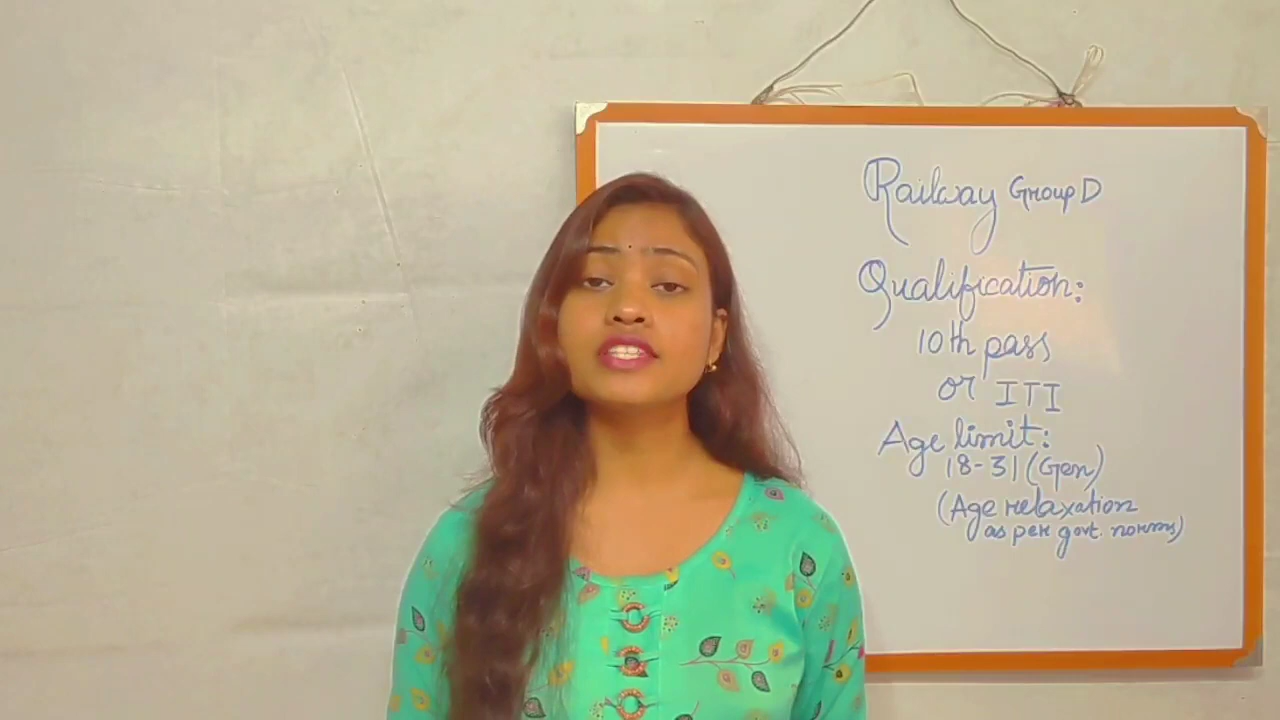 Railway Group D
Qualification:
10th pass
or ITI
Age limit:
18-31 (Gen)
(Age relaxation
as per govt. norms)